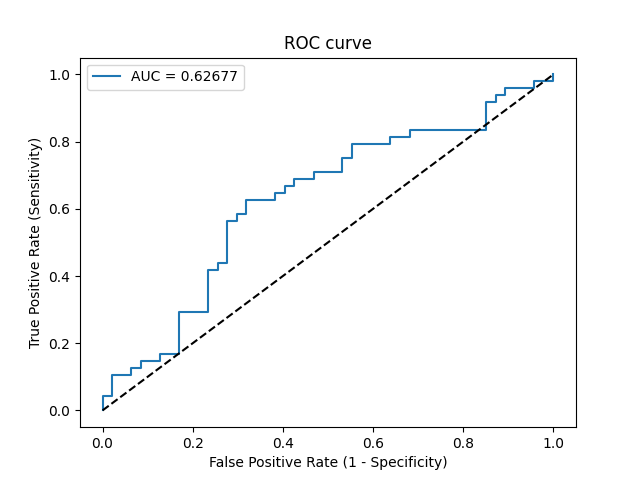 ROC curve
AUC = 0.62677
True Positive Rate (Sensitivity)
1.0
0.8
0.6
0.4
0.2
0.0
0.0 0.2 0.4 0.6 0.8 1.0
False Positive Rate (1 - Specificity)